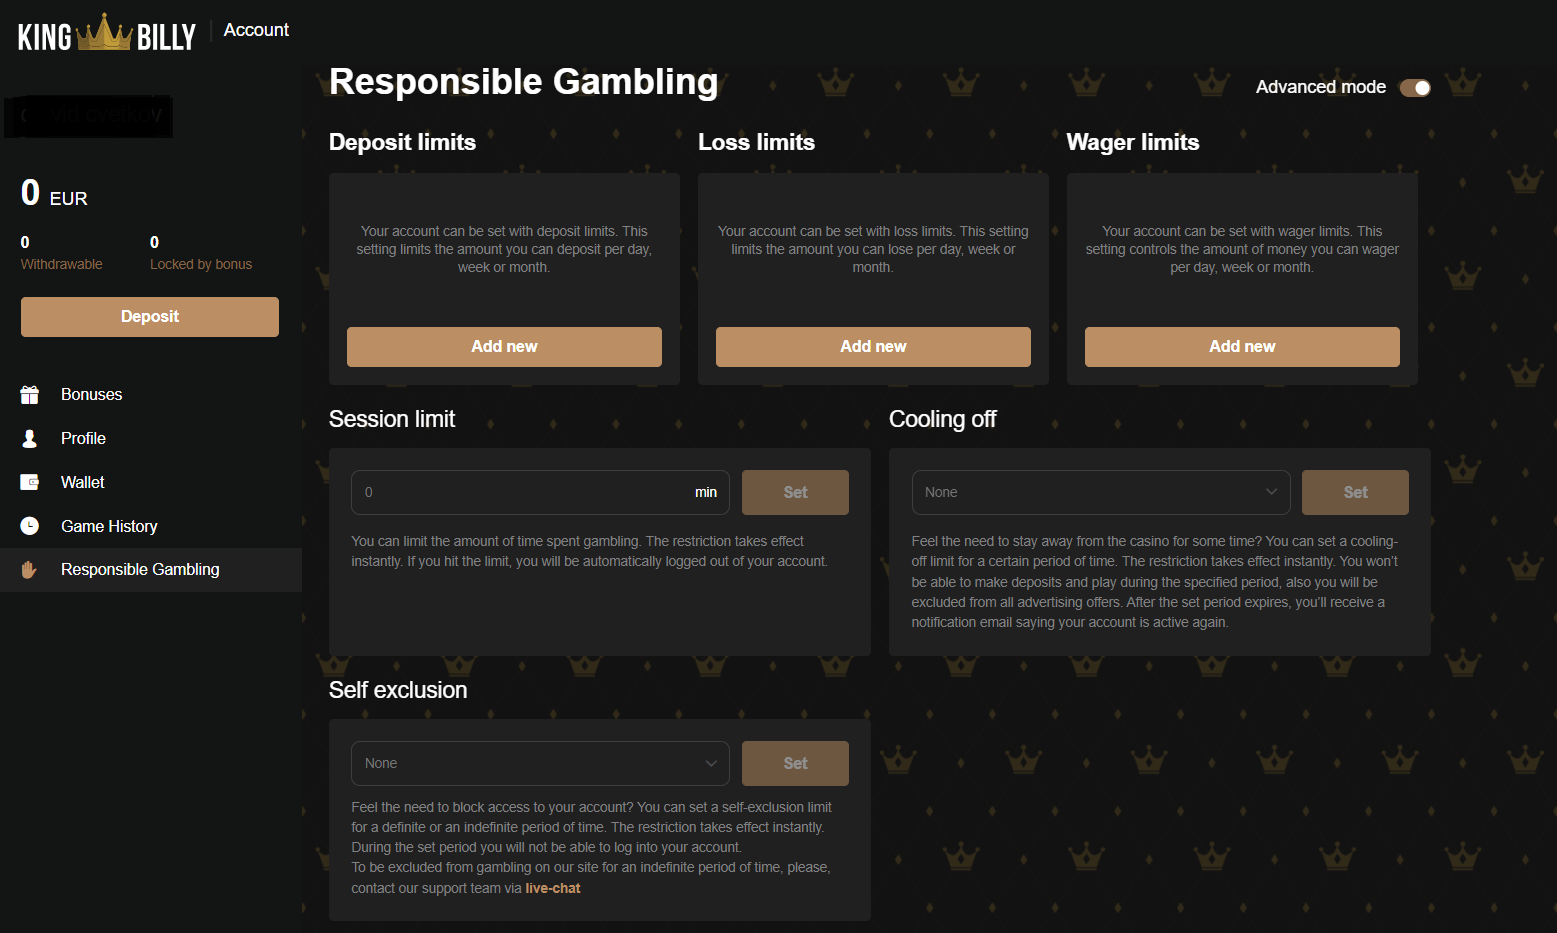 KING BILLY
Account
Responsible Gambling
Advanced mode
0 EUR
0
Withdrawable
0
Locked by bonus
Deposit
Bonuses
Profile
Wallet
Game History
Responsible Gambling
Deposit limits
Your account can be set with deposit limits. This
setting limits the amount you can deposit per day,
week or month.
Add new
Loss limits
Your account can be set with loss limits. This setting
limits the amount you can lose per day, week or
month.
Add new
Wager limits
Your account can be set with wager limits. This
setting controls the amount of money you can wager
per day, week or month.
Add new
Session limit
0 min
Set
You can limit the amount of time spent gambling. The restriction takes effect
instantly. If you hit the limit, you will be automatically logged out of your account.
Cooling off
None
Set
Feel the need to stay away from the casino for some time? You can set a cooling-
off limit for a certain period of time. The restriction takes effect instantly. You won't
be able to make deposits and play during the specified period, also you will be
excluded from all advertising offers. After the set period expires, you'll receive a
notification email saying your account is active again.
Self exclusion
None
Set
Feel the need to block access to your account? You can set a self-exclusion limit
for a definite or an indefinite period of time. The restriction takes effect instantly.
During the set period you will not be able to log into your account.
To be excluded from gambling on our site for an indefinite period of time, please,
contact our support team via live-chat